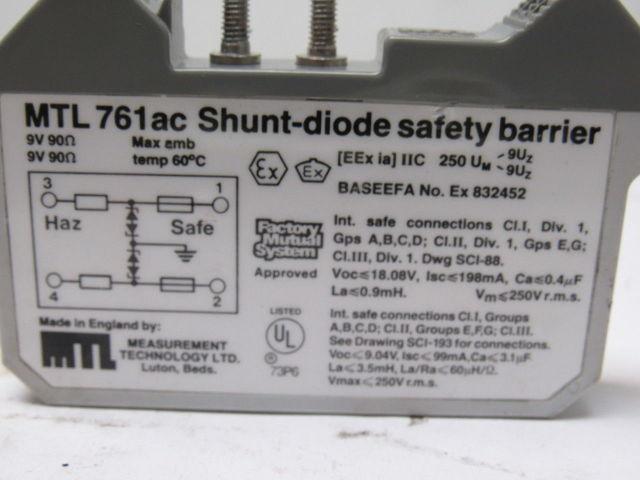 MTL 761ac Shunt-diode safety barrier
9V 90Ω
9V 90Ω
Max amb
temp 60°C
Ex
Ex
[EEx ia] IIC 250 UM ~9Uz
~9Uz
BASEEFA No. Ex 832452
3
1
Haz
Safe
4
2
Factory
Mutual
System
Approved
Int. safe connections Cl.I, Div. 1,
Gps A,B,C,D; Cl.II, Div. 1, Gps E,G;
Cl.III, Div. 1. Dwg SCI-88.
Voc≤18.08V, Isc≤198mA, Ca≤0.4µF
La≤0.9mH. Vm≤250V r.m.s.
Made in England by:
MTL
MEASUREMENT
TECHNOLOGY LTD.
Luton, Beds.
LISTED
UL
®
73P6
Int. safe connections Cl.I, Groups
A,B,C,D; Cl.II, Groups E,F,G; Cl.III.
See Drawing SCI-193 for connections.
Voc≤9.04V, Isc≤99mA, Ca≤3.1µF.
La≤3.5mH, La/Ra≤60µH/Ω.
Vmax≤250V r.m.s.